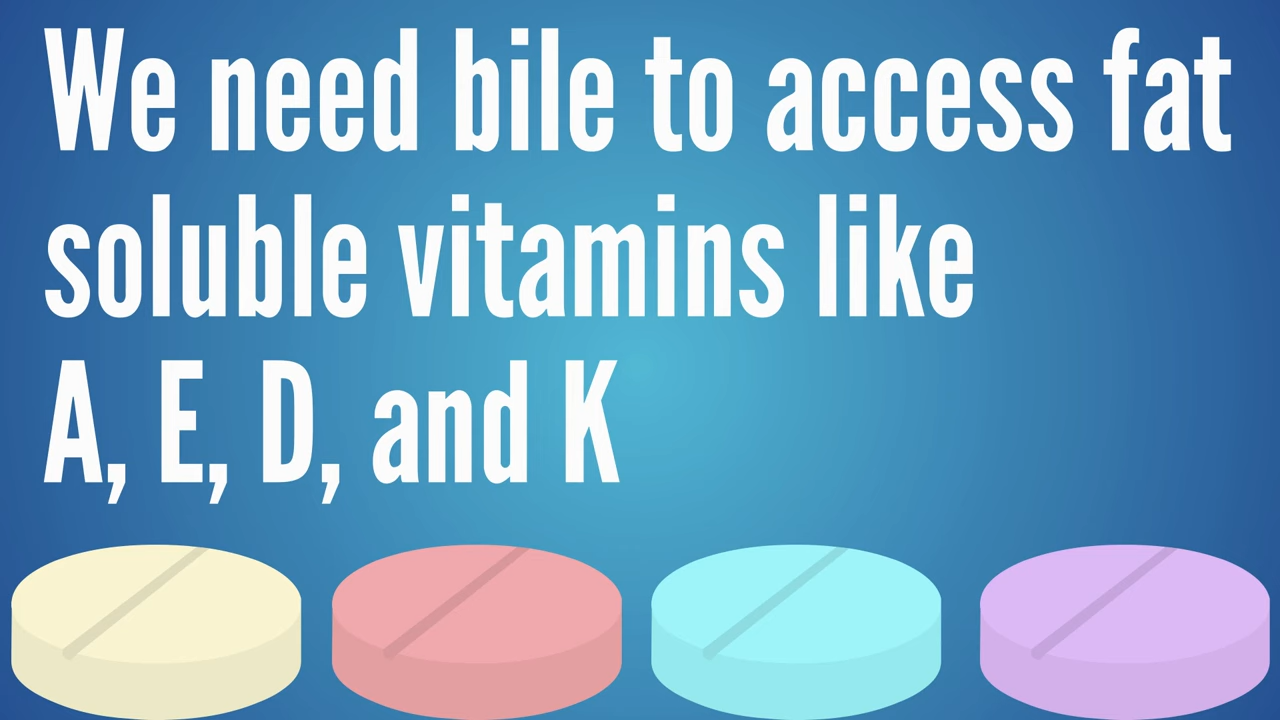 We need bile to access fat
soluble vitamins like
A, E, D, and K